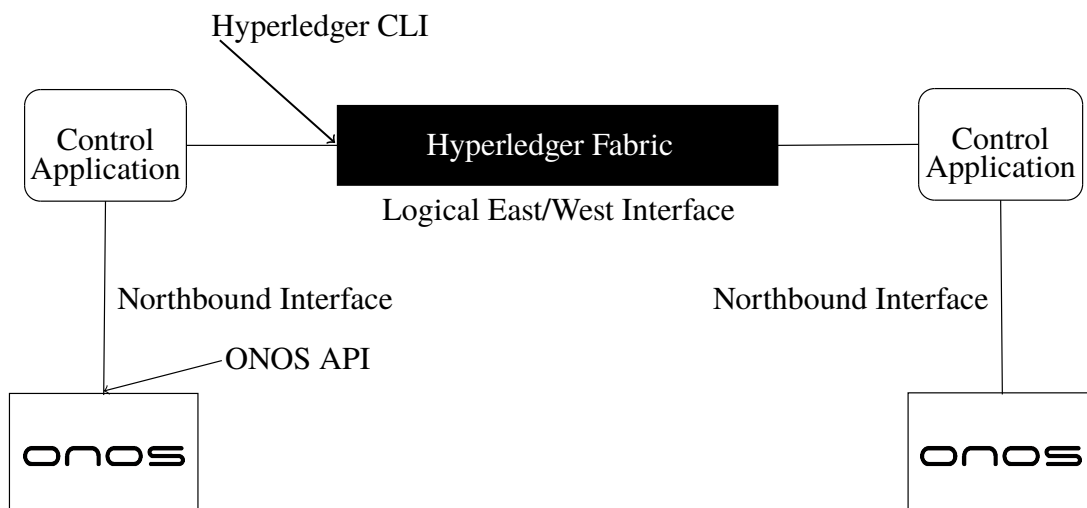 Hyperledger CLI
Control
Application
Hyperledger Fabric
Control
Application
Logical East/West Interface
Northbound Interface
Northbound Interface
ONOS API
onos
onos